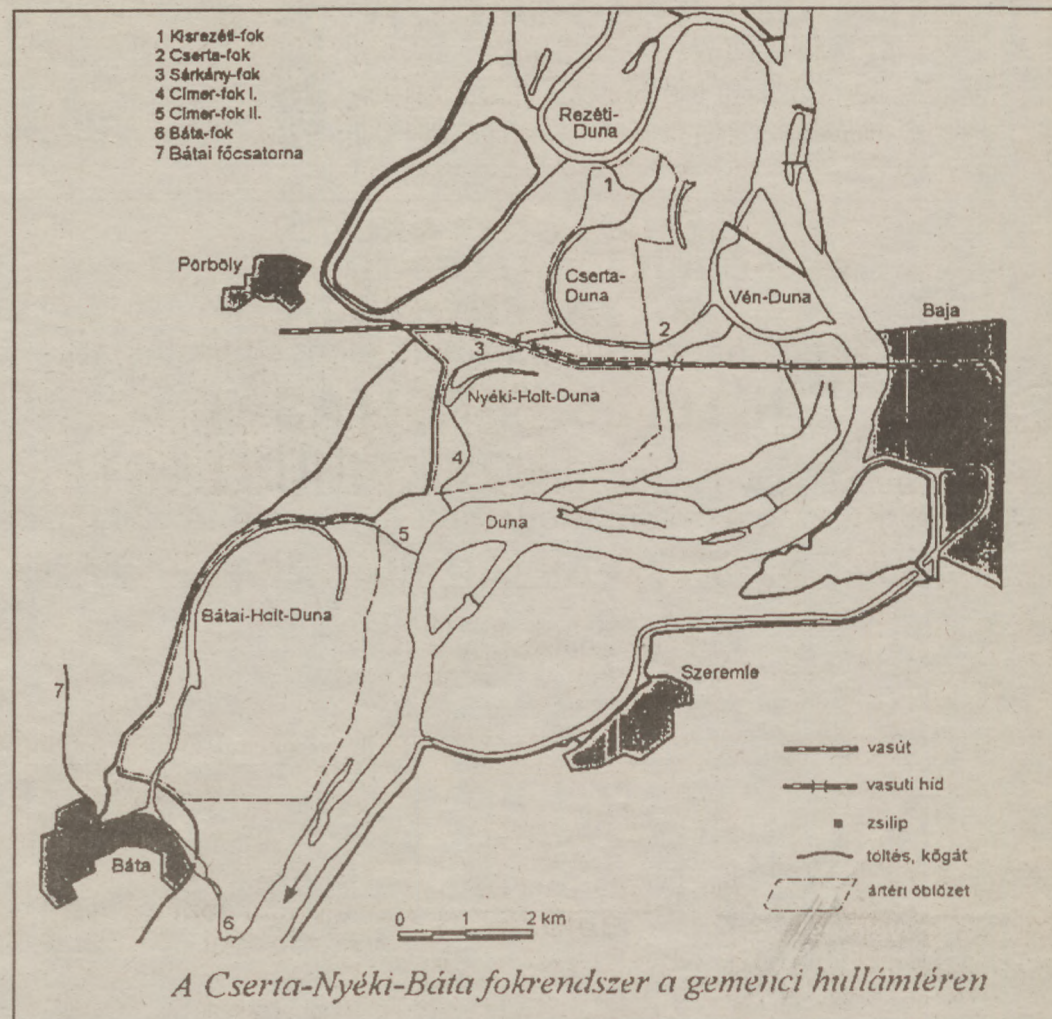 1 Kisrezéti-fok
2 Cserta-fok
3 Sárkány-fok
4 Címer-fok I.
5 Címer-fok II.
6 Báta-fok
7 Bátai főcsatorna
Rezéti-
Duna
1
Pörböly
Cserta-
Duna
Vén-Duna
Baja
2
3
Nyéki-Holt-Duna
4
Duna
5
Bátai-Holt-Duna
Szeremle
7
vasút
vasuti híd
zsilip
töltés, kőgát
ártéri öblözet
Báta
6
0 1 2 km
A Cserta-Nyéki-Báta fokrendszer a gemenci hullámtéren